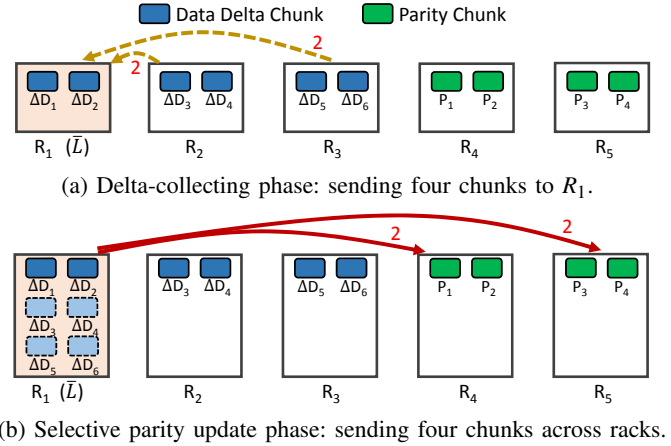 Data Delta Chunk Parity Chunk
2
2
ΔD₁ ΔD₂ ΔD₃ ΔD₄ ΔD₅ ΔD₆ P₁ P₂ P₃ P₄
R₁ (L̅) R₂ R₃ R₄ R₅
(a) Delta-collecting phase: sending four chunks to R₁.
2
2
ΔD₁ ΔD₂ ΔD₃ ΔD₄ ΔD₅ ΔD₆ P₁ P₂ P₃ P₄
ΔD₃ ΔD₄
ΔD₅ ΔD₆
R₁ (L̅) R₂ R₃ R₄ R₅
(b) Selective parity update phase: sending four chunks across racks.